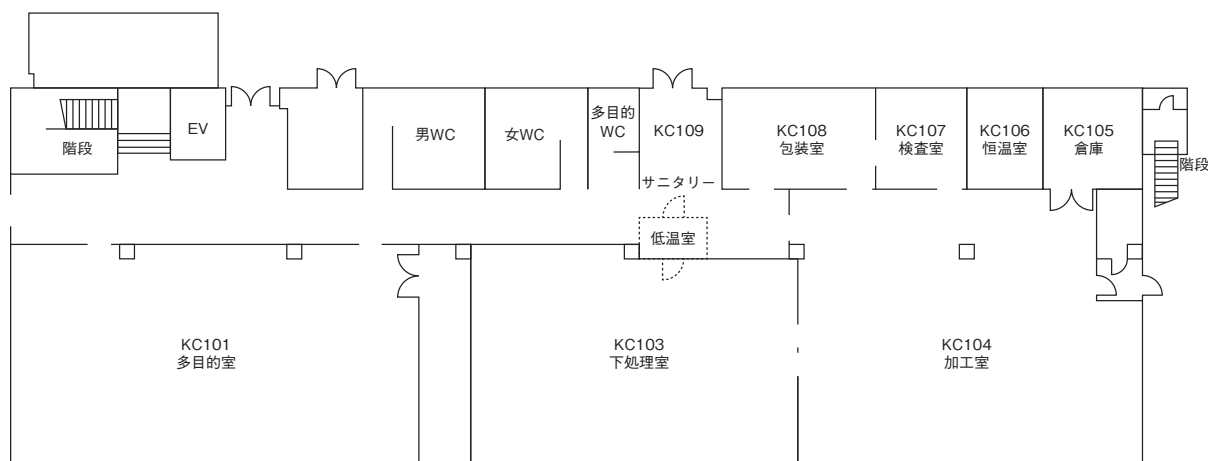 階段
EV
男WC
女WC
多目的
WC
KC109
サニタリー
KC108
包装室
KC107
検査室
KC106
恒温室
KC105
倉庫
階段
低温室
KC101
多目的室
KC103
下処理室
KC104
加工室